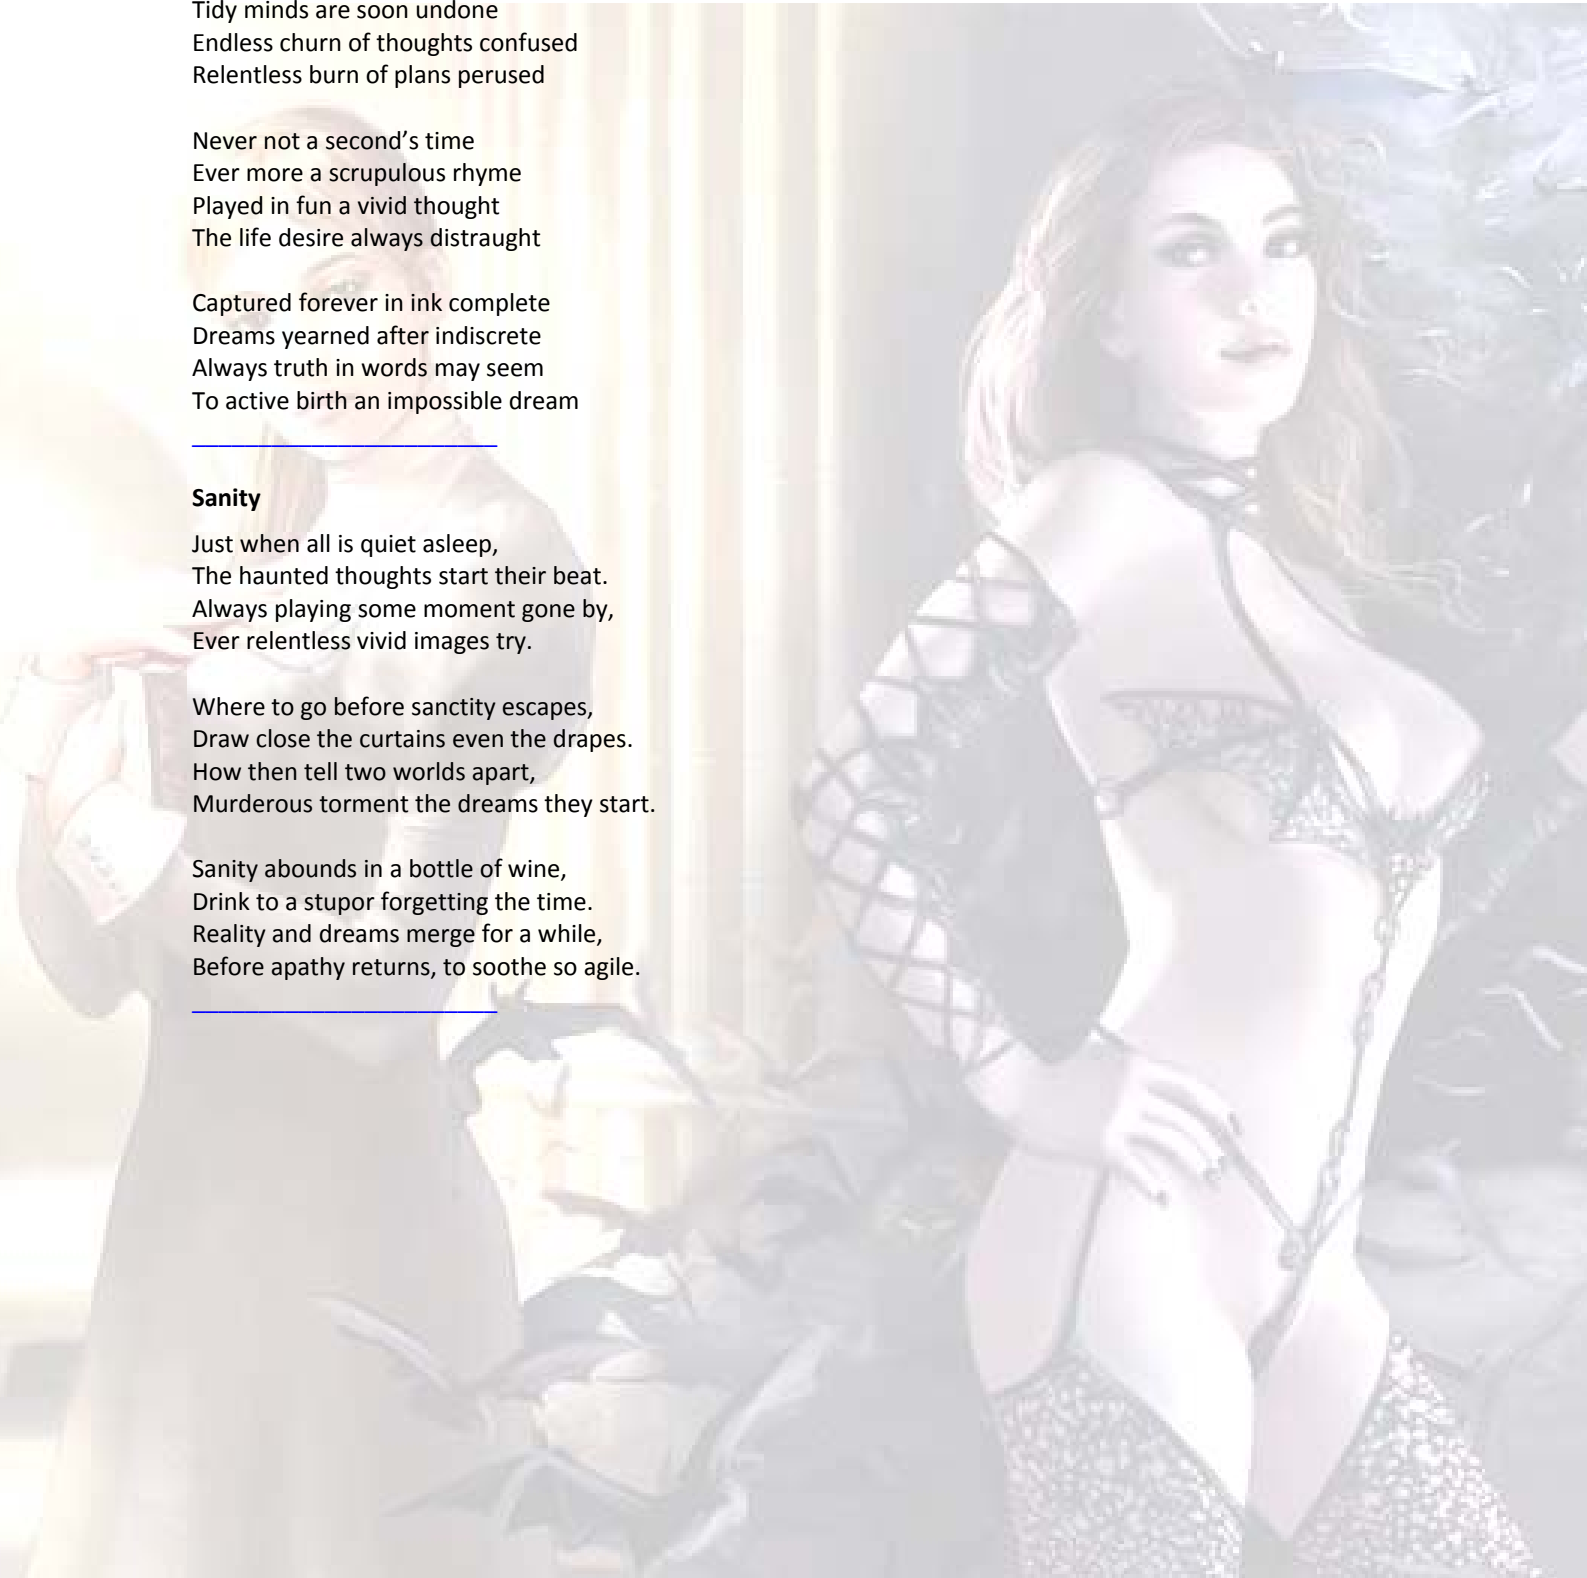 Tidy minds are soon undone
Endless churn of thoughts confused
Relentless burn of plans perused
Never not a second’s time
Ever more a scrupulous rhyme
Played in fun a vivid thought
The life desire always distraught
Captured forever in ink complete
Dreams yearned after indiscrete
Always truth in words may seem
To active birth an impossible dream
Sanity
Just when all is quiet asleep,
The haunted thoughts start their beat.
Always playing some moment gone by,
Ever relentless vivid images try.
Where to go before sanctity escapes,
Draw close the curtains even the drapes.
How then tell two worlds apart,
Murderous torment the dreams they start.
Sanity abounds in a bottle of wine,
Drink to a stupor forgetting the time.
Reality and dreams merge for a while,
Before apathy returns, to soothe so agile.